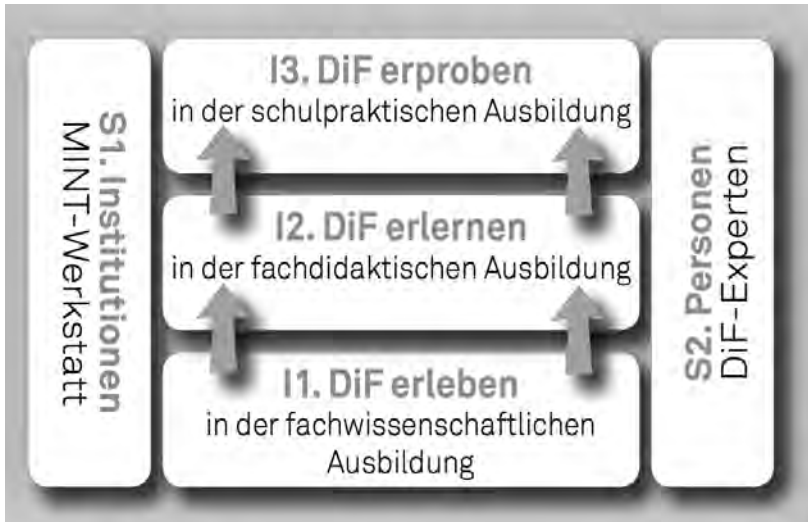 S1. Institutionen
MINT-Werkstatt
I3. DiF erproben
in der schulpraktischen Ausbildung
I2. DiF erlernen
in der fachdidaktischen Ausbildung
I1. DiF erleben
in der fachwissenschaftlichen
Ausbildung
S2. Personen
DiF-Experten